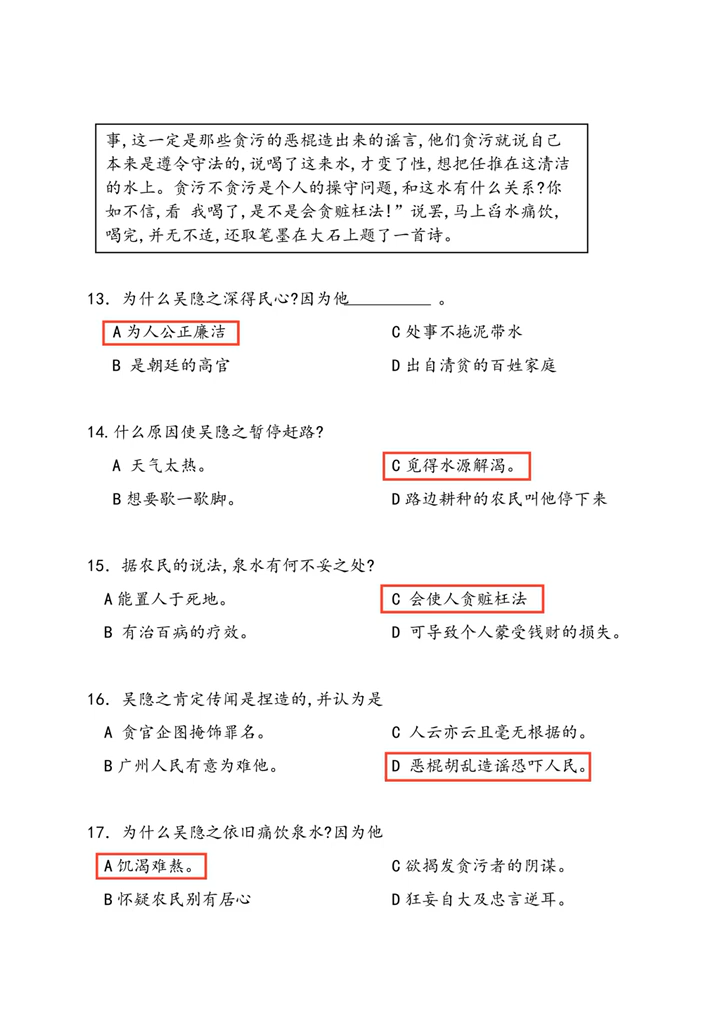 事,这一定是那些贪污的恶棍造出来的谣言,他们贪污就说自己
本来是遵令守法的,说喝了这来水,才变了性,想把任推在这清洁
的水上。贪污不贪污是个人的操守问题,和这水有什么关系?你
如不信,看 我喝了,是不是会贪赃枉法!”说罢,马上舀水痛饮,
喝完,并无不适,还取笔墨在大石上题了一首诗。
13. 为什么吴隐之深得民心?因为他__________ 。
A 为人公正廉洁
C 处事不拖泥带水
B 是朝廷的高官
D 出自清贫的百姓家庭
14. 什么原因使吴隐之暂停赶路?
A 天气太热。
C 觅得水源解渴。
B 想要歇一歇脚。
D 路边耕种的农民叫他停下来
15. 据农民的说法,泉水有何不妥之处?
A 能置人于死地。
C 会使人贪赃枉法
B 有治百病的疗效。
D 可导致个人蒙受钱财的损失。
16. 吴隐之肯定传闻是捏造的,并认为是
A 贪官企图掩饰罪名。
C 人云亦云且毫无根据的。
B 广州人民有意为难他。
D 恶棍胡乱造谣恐吓人民。
17. 为什么吴隐之依旧痛饮泉水?因为他
A 饥渴难熬。
C 欲揭发贪污者的阴谋。
B 怀疑农民别有居心
D 狂妄自大及忠言逆耳。